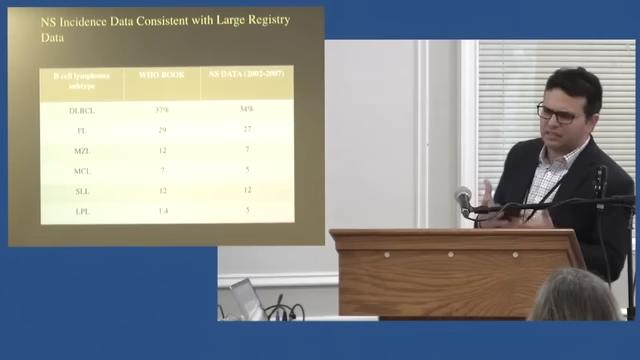 NS Incidence Data Consistent with Large Registry
Data
B cell lymphoma
subtype
WHO BOOK
NS DATA (2002-2007)
DLBCL 37% 34%
FL 29 27
MZL 12 7
MCL 7 5
SLL 12 12
LPL 1.4 5